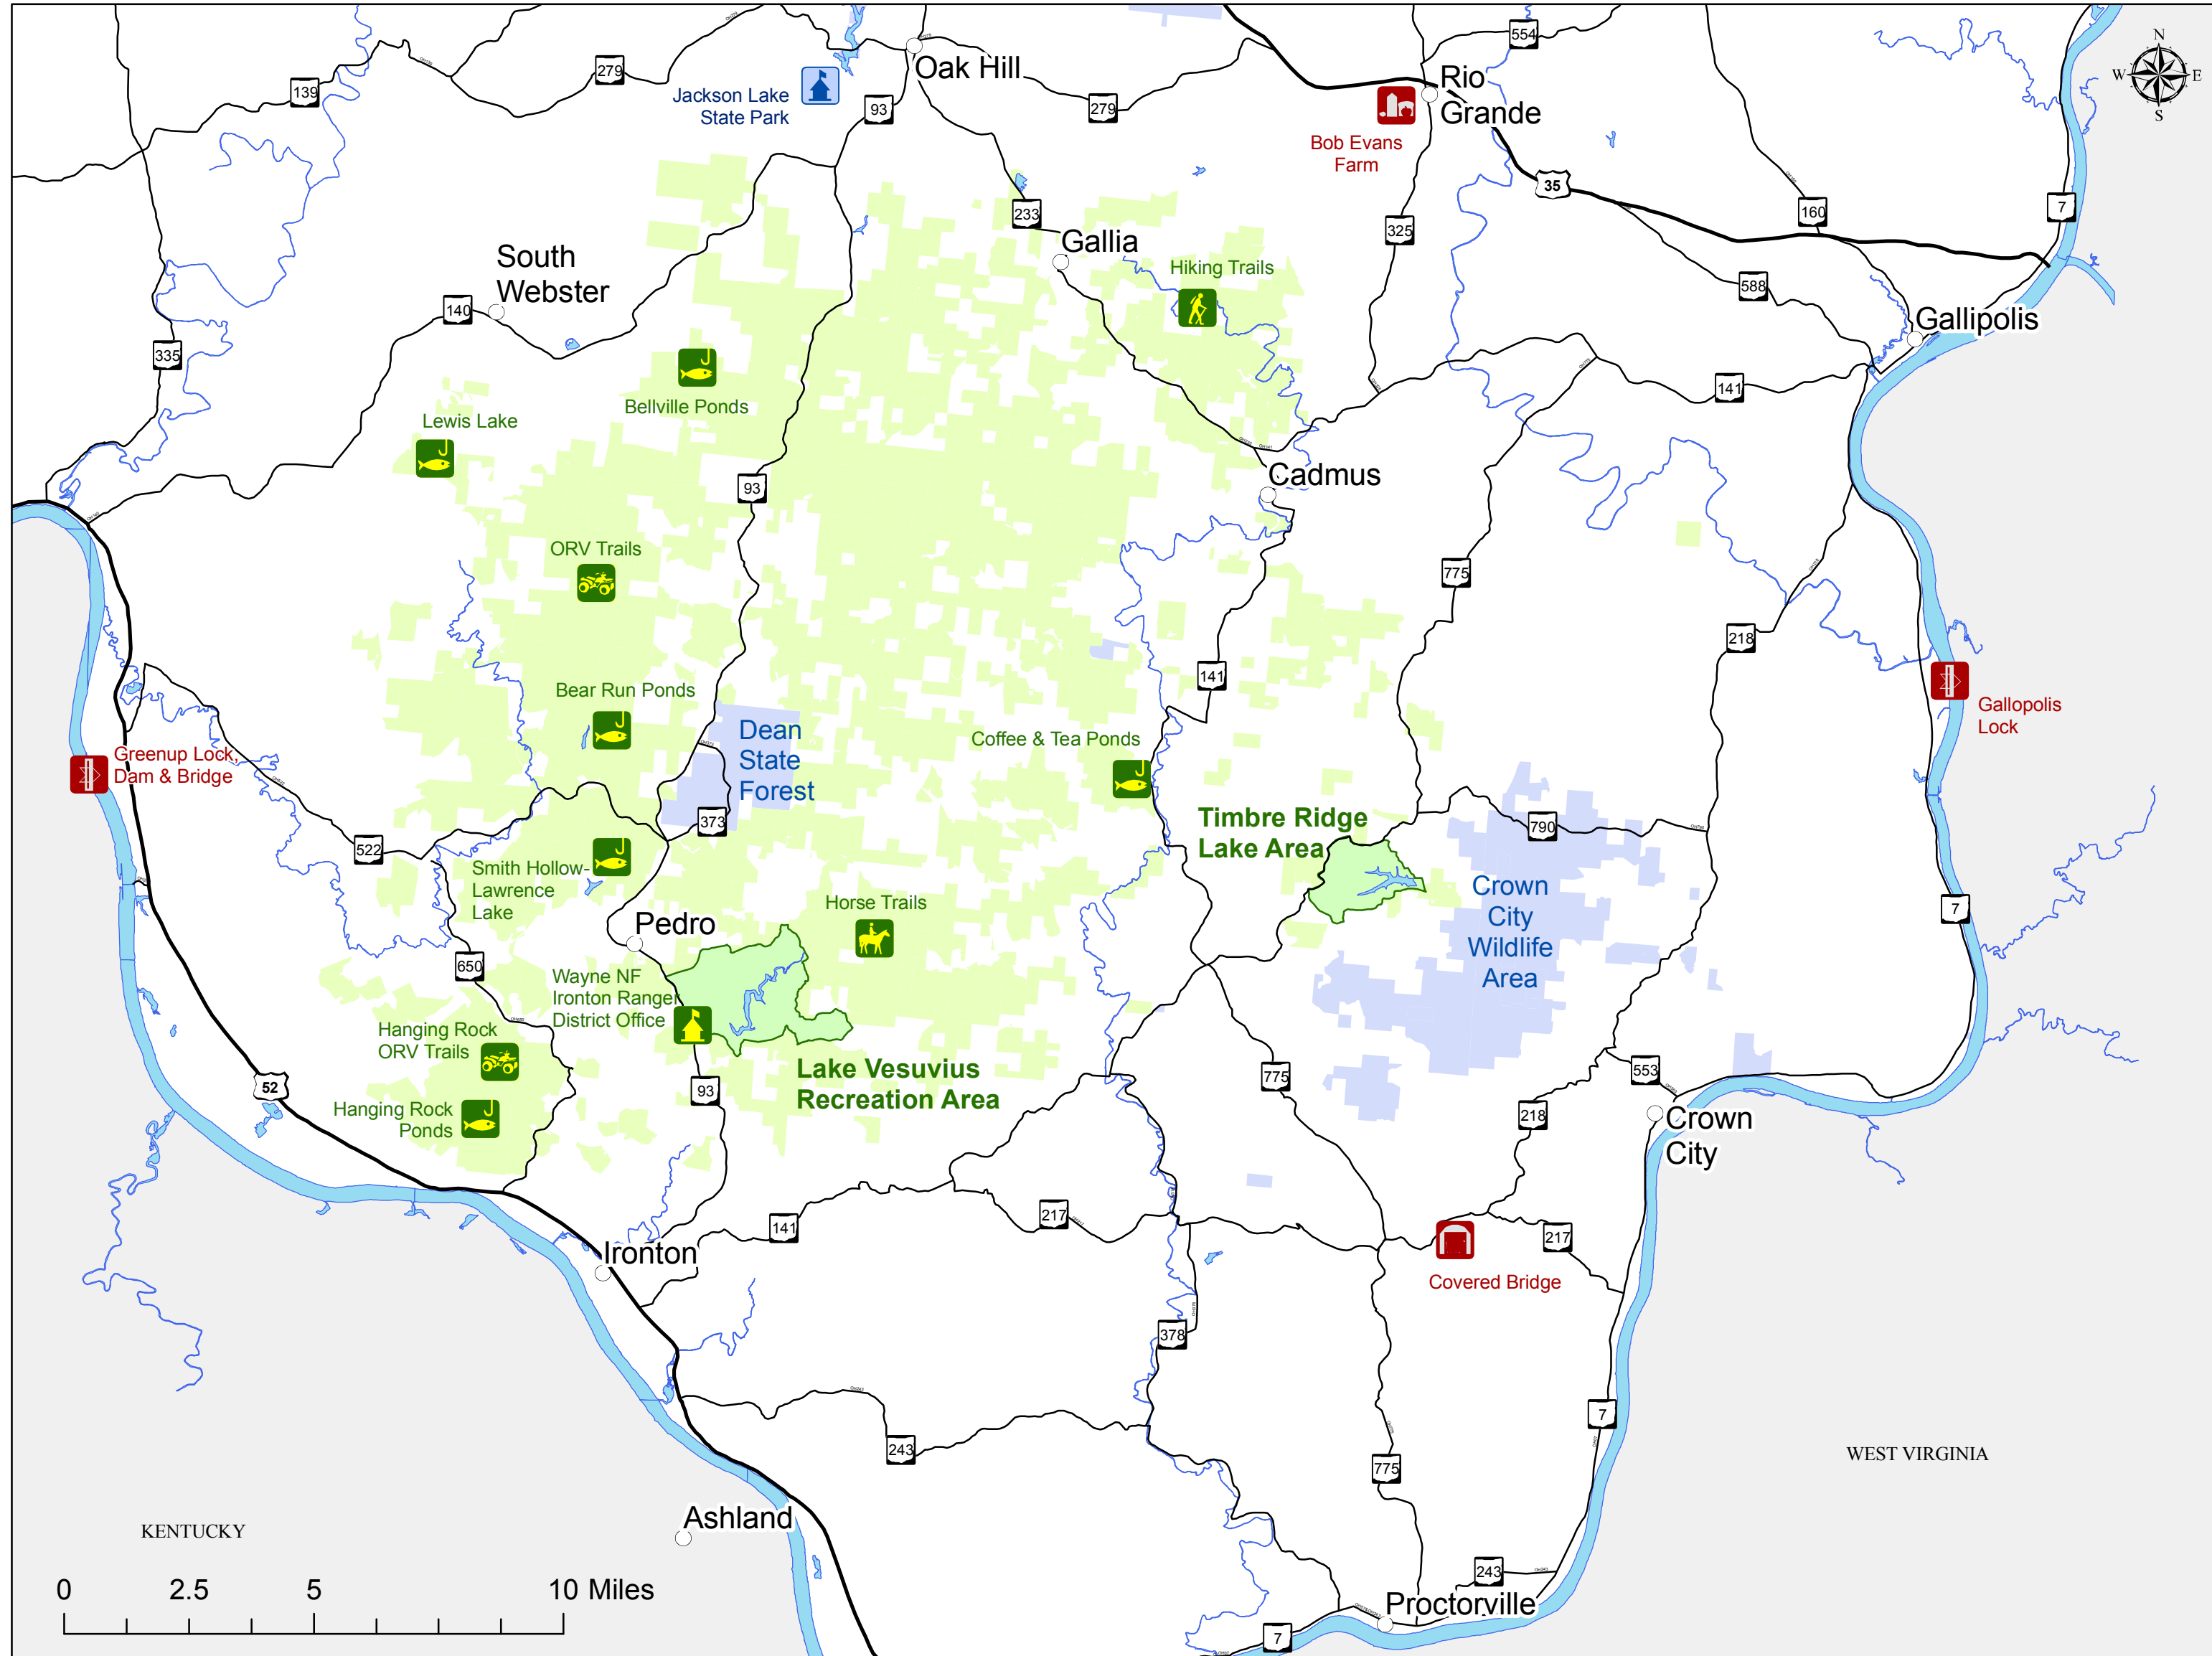 554
N
W
E
S
Oak Hill
279
Jackson Lake
State Park
139
93
279
Rio
Grande
Bob Evans
Farm
35
233
160
7
325
Gallia
South
Webster
Hiking Trails
588
140
Gallipolis
335
141
Bellville Ponds
Lewis Lake
93
Cadmus
ORV Trails
775
218
141
Bear Run Ponds
Gallopolis
Lock
Dean
State
Forest
Coffee & Tea Ponds
Greenup Lock,
Dam & Bridge
373
Timbre Ridge
Lake Area
790
522
Smith Hollow-
Lawrence
Lake
Crown
City
Wildlife
Area
Horse Trails
7
Pedro
650
Wayne NF
Ironton Ranger
District Office
Hanging Rock
ORV Trails
52
Lake Vesuvius
Recreation Area
93
775
553
Hanging Rock
Ponds
218
Crown
City
141
217
217
Ironton
Covered Bridge
378
7
243
775
WEST VIRGINIA
Ashland
KENTUCKY
243
0 2.5 5 10 Miles
Proctorville
7